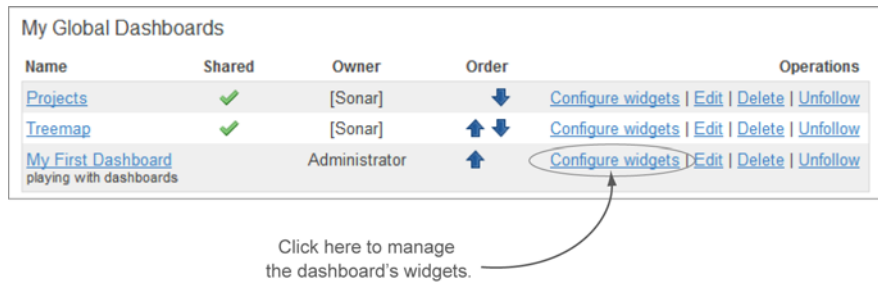 My Global Dashboards
Name Shared Owner Order Operations
Projects [Sonar] Configure widgets | Edit | Delete | Unfollow
Treemap [Sonar] Configure widgets | Edit | Delete | Unfollow
My First Dashboard Administrator Configure widgets | Edit | Delete | Unfollow
playing with dashboards
Click here to manage
the dashboard's widgets.